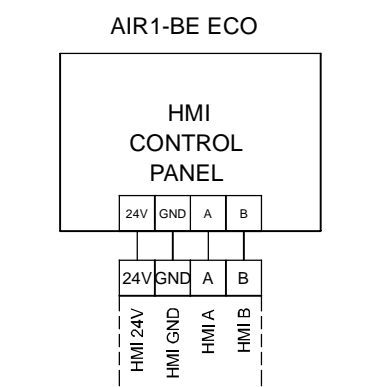 AIR1-BE ECO
HMI
CONTROL
PANEL
24V GND A B
24V GND A B
HMI 24V
HMI GND
HMI A
HMI B